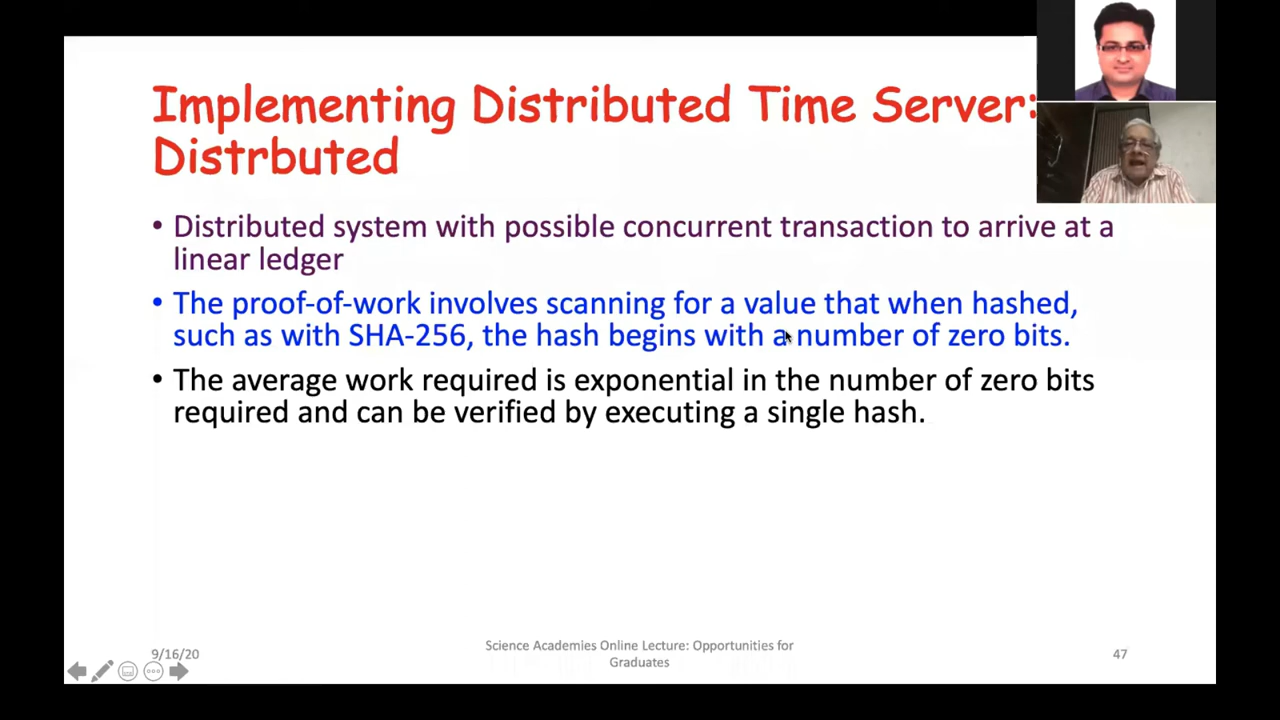 Implementing Distributed Time Server:
Distrbuted
• Distributed system with possible concurrent transaction to arrive at a
linear ledger
• The proof-of-work involves scanning for a value that when hashed,
such as with SHA-256, the hash begins with a number of zero bits.
• The average work required is exponential in the number of zero bits
required and can be verified by executing a single hash.
9/16/20
Science Academies Online Lecture: Opportunities for
Graduates
47